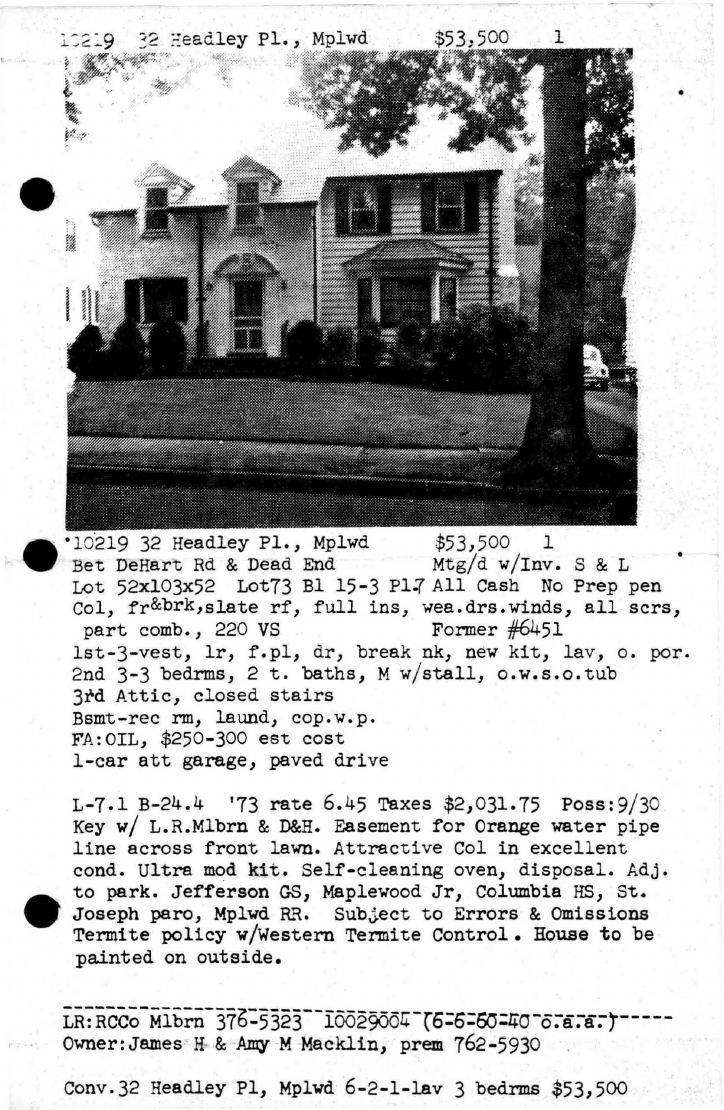 10219 32 Headley Pl., Mplwd $53,500 1
10219 32 Headley Pl., Mplwd $53,500 1
Bet DeHart Rd & Dead End Mtg/d w/Inv. S & L
Lot 52x103x52 Lot73 Bl 15-3 Pl.7 All Cash No Prep pen
Col, fr&brk,slate rf, full ins, wea.drs.winds, all scrs,
part comb., 220 VS Former #6451
1st-3-vest, lr, f.pl, dr, break nk, new kit, lav, o. por.
2nd 3-3 bedrms, 2 t. baths, M w/stall, o.w.s.o.tub
3rd Attic, closed stairs
Bsmt-rec rm, laund, cop.w.p.
FA:OIL, $250-300 est cost
1-car att garage, paved drive
L-7.1 B-24.4 '73 rate 6.45 Taxes $2,031.75 Poss:9/30
Key w/ L.R.Mlbrn & D&H. Easement for Orange water pipe
line across front lawn. Attractive Col in excellent
cond. Ultra mod kit. Self-cleaning oven, disposal. Adj.
to park. Jefferson GS, Maplewood Jr, Columbia HS, St.
Joseph paro, Mplwd RR. Subject to Errors & Omissions
Termite policy w/Western Termite Control. House to be
painted on outside.
LR:RCCo Mlbrn 376-5323 10029004 (6-6-60-40 o.a.a.)
Owner:James H & Amy M Macklin, prem 762-5930
Conv.32 Headley Pl, Mplwd 6-2-1-lav 3 bedrms $53,500